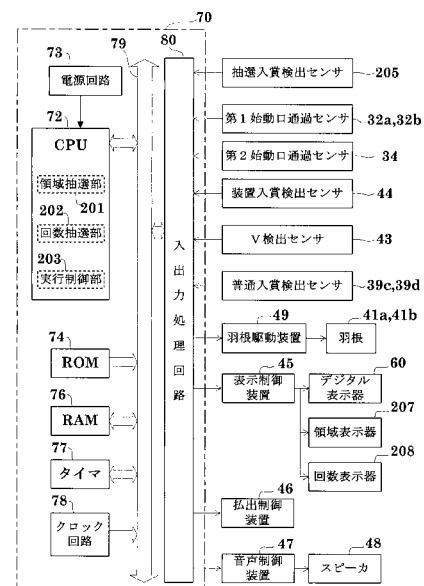 70
79
80
73
電源回路
72
CPU
領域抽選部
201
202
回数抽選部
203
実行制御部
74
ROM
76
RAM
77
タイマ
78
クロック
回路
入出力処理回路
抽選入賞検出センサ
205
第1始動口通過センサ
32a,32b
第2始動口通過センサ
34
装置入賞検出センサ
44
V検出センサ
43
普通入賞検出センサ
39c,39d
49
羽根駆動装置
41a,41b
羽根
45
表示制御
装置
60
デジタル
表示器
207
領域表示器
208
回数表示器
46
払出制御
装置
47
音声制御
装置
48
スピーカ